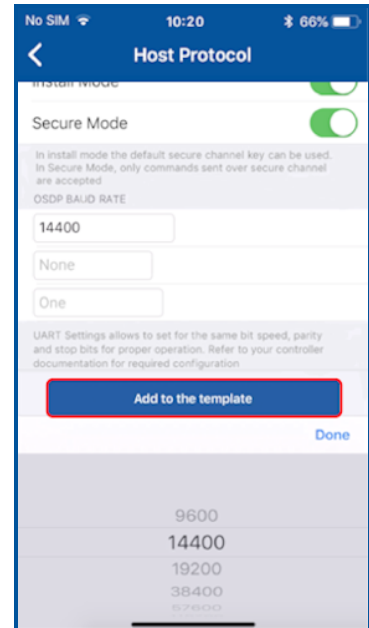 No SIM 10:20 66%
Host Protocol
Install Mode
Secure Mode
In install mode the default secure channel key can be used.
In Secure Mode, only commands sent over secure channel
are accepted
OSDP BAUD RATE
14400
None
One
UART Settings allows to set for the same bit speed, parity
and stop bits for proper operation. Refer to your controller
documentation for required configuration
Add to the template
Done
9600
14400
19200
38400
57600